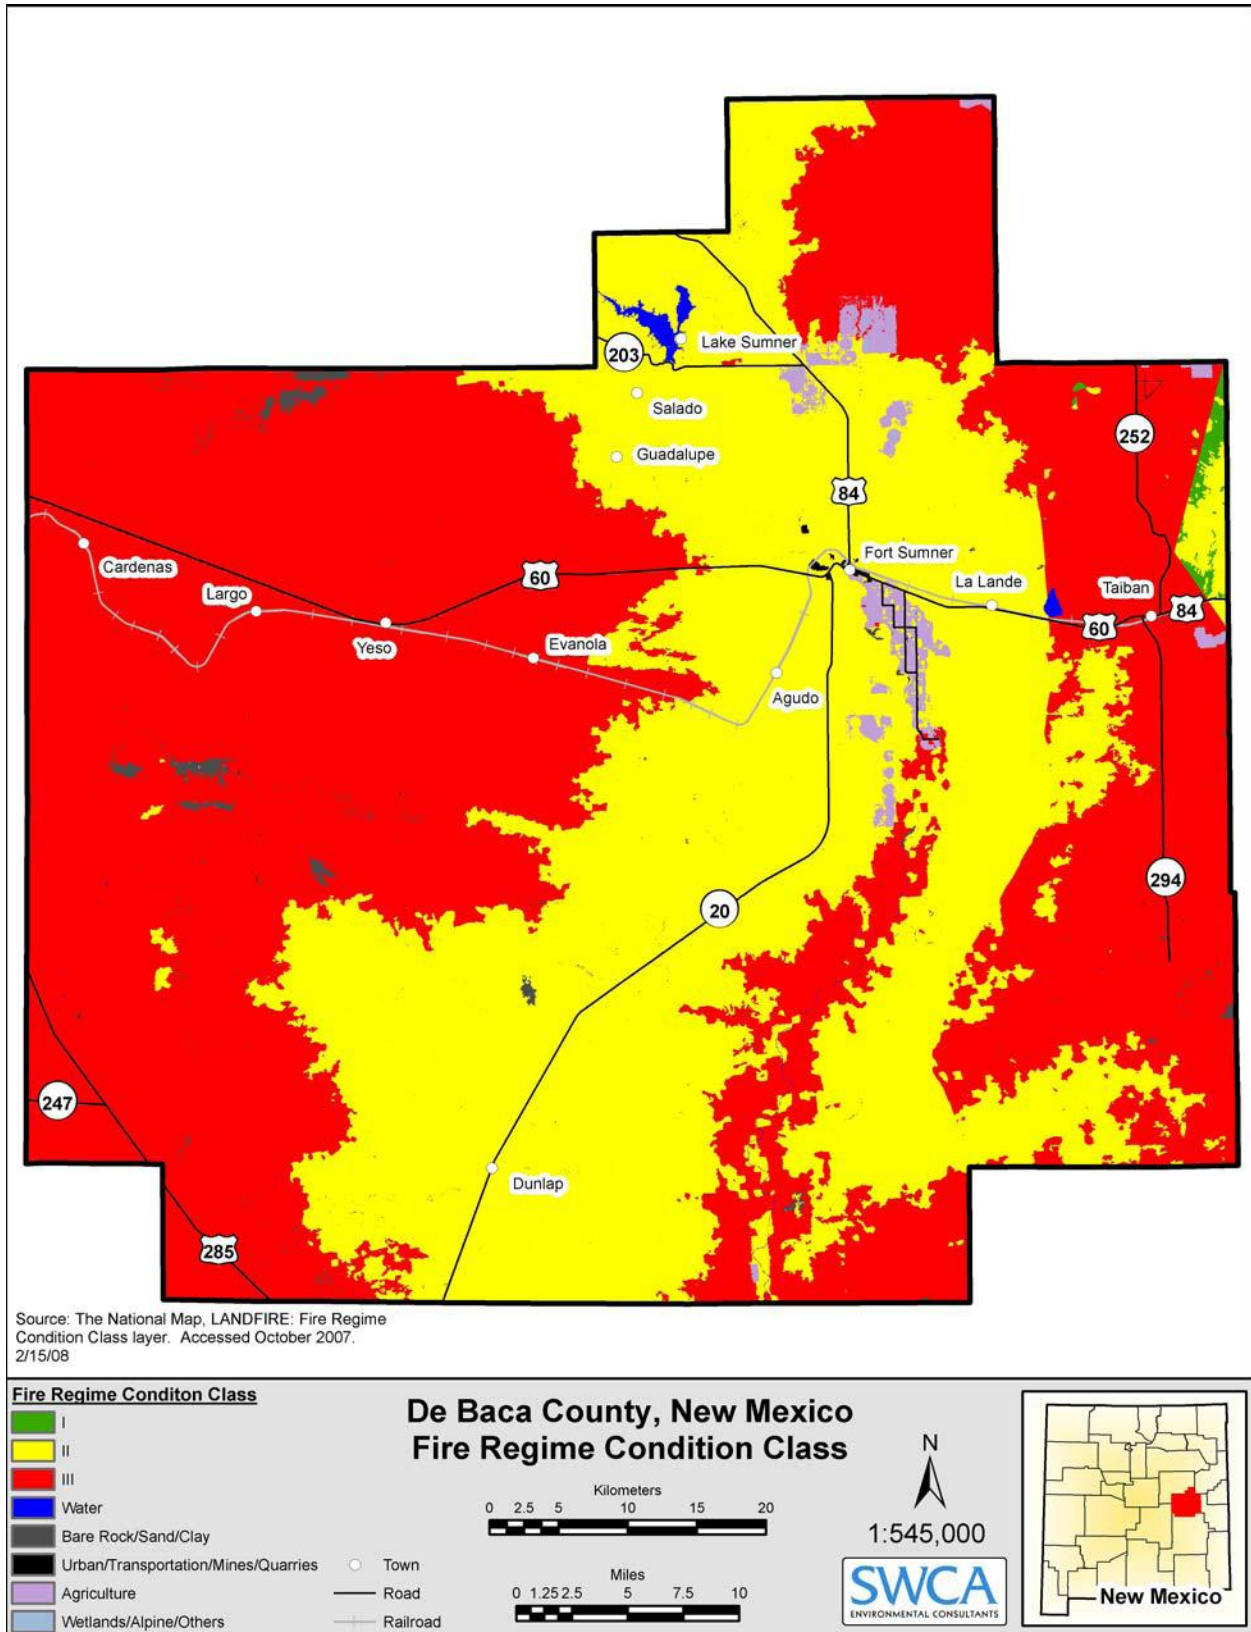 Lake Sumner
203
Salado
252
Guadalupe
84
Fort Sumner
Cardenas
60
La Lande
Taiban
84
Largo
60
Yeso
Evanola
Agudo
294
20
247
Dunlap
285
Source: The National Map, LANDFIRE: Fire Regime
Condition Class layer. Accessed October 2007.
2/15/08
Fire Regime Conditon Class
I
II
III
Water
Bare Rock/Sand/Clay
Urban/Transportation/Mines/Quarries
Agriculture
Wetlands/Alpine/Others
Town
Road
Railroad
De Baca County, New Mexico
Fire Regime Condition Class
Kilometers
0 2.5 5 10 15 20
Miles
0 1.25 2.5 5 7.5 10
N
1:545,000
SWCA
ENVIRONMENTAL CONSULTANTS
New Mexico